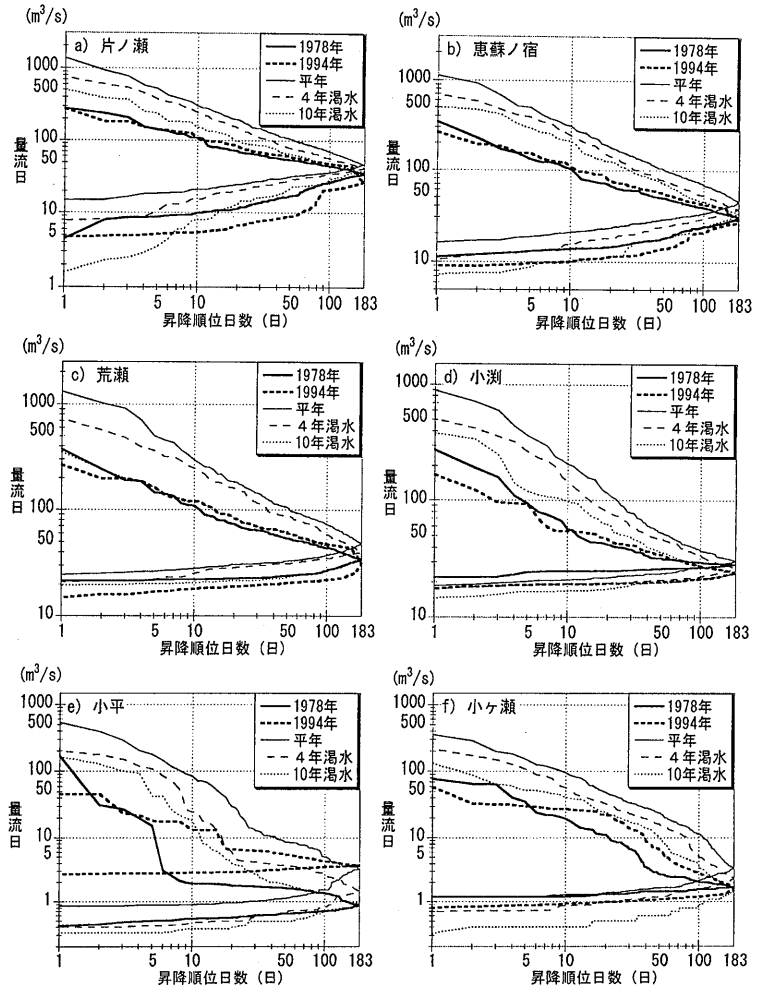 (m³/s)
a) 片ノ瀬
1978年
1994年
平年
4年渇水
10年渇水
1000
500
100
50
10
5
1
量流日
1 5 10 50 100 183
昇降順位日数(日)
(m³/s)
b) 恵蘇ノ宿
1978年
1994年
平年
4年渇水
10年渇水
1000
500
100
50
10
量流日
1 5 10 50 100 183
昇降順位日数(日)
(m³/s)
c) 荒瀬
1978年
1994年
平年
4年渇水
10年渇水
1000
500
100
50
10
量流日
1 5 10 50 100 183
昇降順位日数(日)
(m³/s)
d) 小渕
1978年
1994年
平年
4年渇水
10年渇水
1000
500
100
50
10
量流日
1 5 10 50 100 183
昇降順位日数(日)
(m³/s)
e) 小平
1978年
1994年
平年
4年渇水
10年渇水
1000
500
100
50
10
5
1
量流日
1 5 10 50 100 183
昇降順位日数(日)
(m³/s)
f) 小ヶ瀬
1978年
1994年
平年
4年渇水
10年渇水
1000
500
100
50
10
5
1
量流日
1 5 10 50 100 183
昇降順位日数(日)